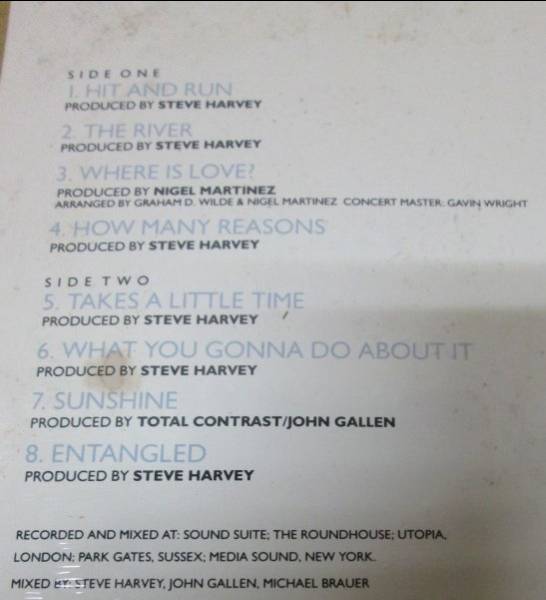 SIDE ONE
1. HIT AND RUN
PRODUCED BY STEVE HARVEY
2. THE RIVER
PRODUCED BY STEVE HARVEY
3. WHERE IS LOVE?
PRODUCED BY NIGEL MARTINEZ
ARRANGED BY GRAHAM D. WILDE & NIGEL MARTINEZ CONCERT MASTER: GAVIN WRIGHT
4. HOW MANY REASONS
PRODUCED BY STEVE HARVEY
SIDE TWO
5. TAKES A LITTLE TIME
PRODUCED BY STEVE HARVEY
6. WHAT YOU GONNA DO ABOUT IT
PRODUCED BY STEVE HARVEY
7. SUNSHINE
PRODUCED BY TOTAL CONTRAST/JOHN GALLEN
8. ENTANGLED
PRODUCED BY STEVE HARVEY
RECORDED AND MIXED AT: SOUND SUITE; THE ROUNDHOUSE; UTOPIA,
LONDON; PARK GATES, SUSSEX; MEDIA SOUND, NEW YORK.
MIXED BY: STEVE HARVEY, JOHN GALLEN, MICHAEL BRAUER